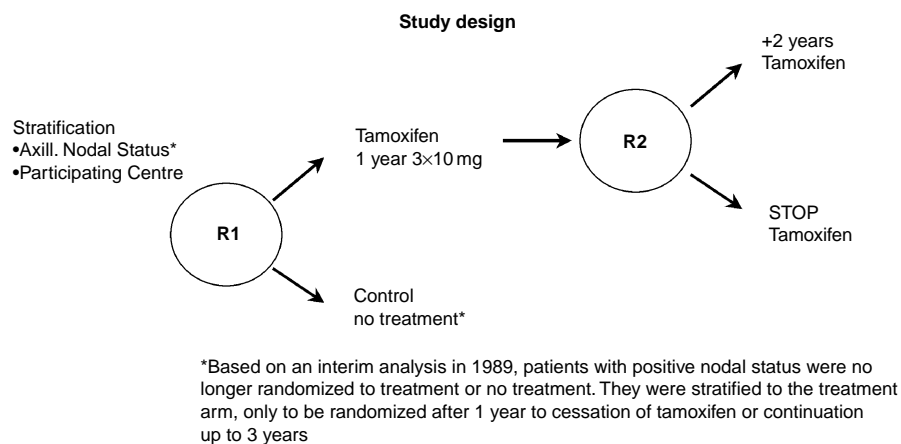 Study design
Stratification
•Axill. Nodal Status*
•Participating Centre
R1
Tamoxifen
1 year 3×10 mg
Control
no treatment*
R2
+2 years
Tamoxifen
STOP
Tamoxifen
*Based on an interim analysis in 1989, patients with positive nodal status were no
longer randomized to treatment or no treatment. They were stratified to the treatment
arm, only to be randomized after 1 year to cessation of tamoxifen or continuation
up to 3 years